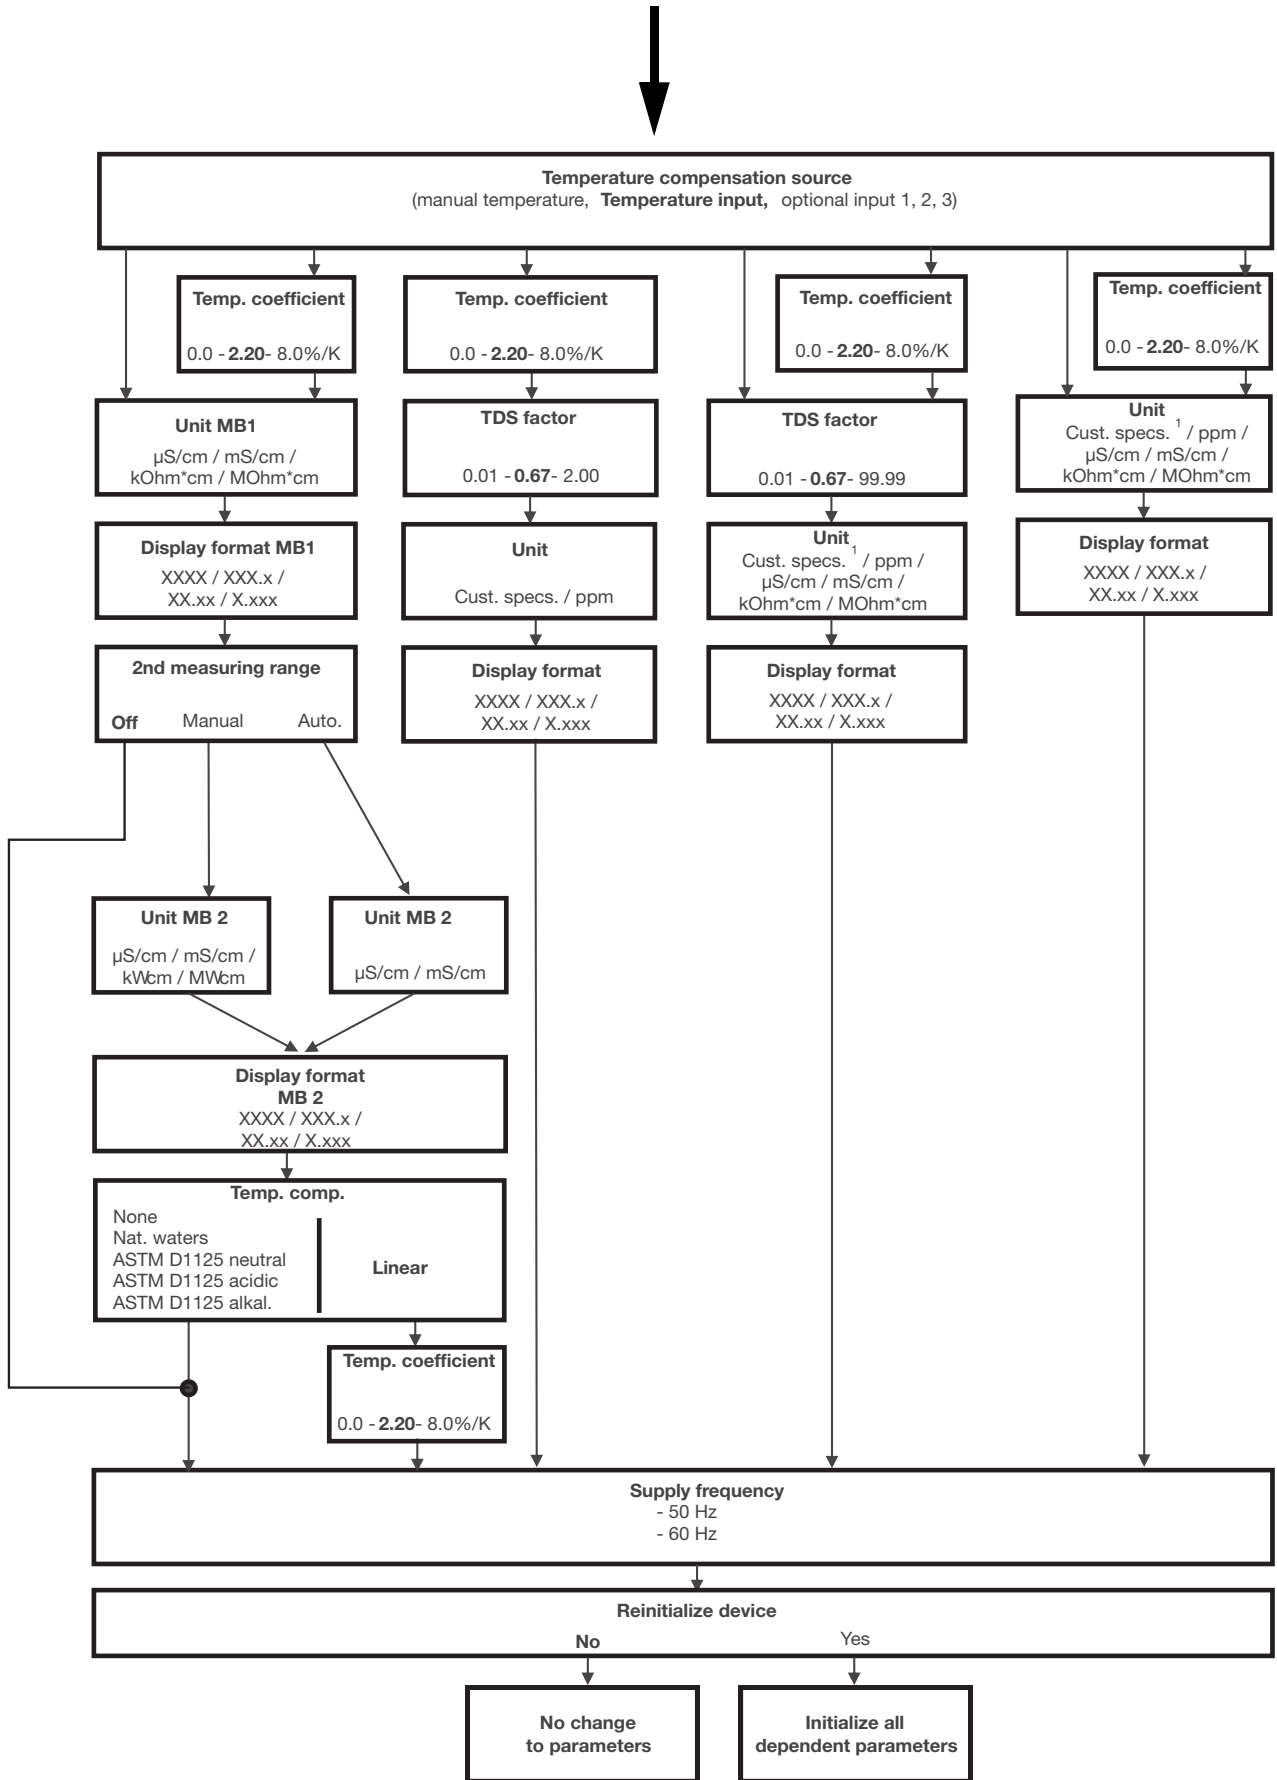 Temperature compensation source
(manual temperature, Temperature input, optional input 1, 2, 3)
Temp. coefficient
0.0 - 2.20- 8.0%/K
Temp. coefficient
0.0 - 2.20- 8.0%/K
Temp. coefficient
0.0 - 2.20- 8.0%/K
Temp. coefficient
0.0 - 2.20- 8.0%/K
Unit MB1
µS/cm / mS/cm /
kOhm*cm / MOhm*cm
TDS factor
0.01 - 0.67- 2.00
TDS factor
0.01 - 0.67- 99.99
Unit
Cust. specs. 1 / ppm /
µS/cm / mS/cm /
kOhm*cm / MOhm*cm
Display format MB1
XXXX / XXX.x /
XX.xx / X.xxx
Unit
Cust. specs. / ppm
Unit
Cust. specs. 1 / ppm /
µS/cm / mS/cm /
kOhm*cm / MOhm*cm
Display format
XXXX / XXX.x /
XX.xx / X.xxx
2nd measuring range
Off Manual Auto.
Display format
XXXX / XXX.x /
XX.xx / X.xxx
Display format
XXXX / XXX.x /
XX.xx / X.xxx
Unit MB 2
µS/cm / mS/cm /
kWcm / MWcm
Unit MB 2
µS/cm / mS/cm
Display format
MB 2
XXXX / XXX.x /
XX.xx / X.xxx
Temp. comp.
None
Nat. waters
ASTM D1125 neutral
ASTM D1125 acidic
ASTM D1125 alkal.
Linear
Temp. coefficient
0.0 - 2.20- 8.0%/K
Supply frequency
- 50 Hz
- 60 Hz
Reinitialize device
No Yes
No change
to parameters
Initialize all
dependent parameters